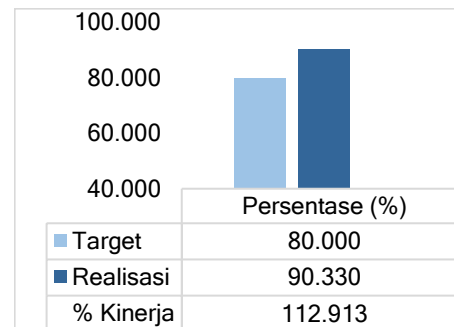 100.000
80.000
60.000
40.000
Persentase (%)
Target 80.000
Realisasi 90.330
% Kinerja 112.913